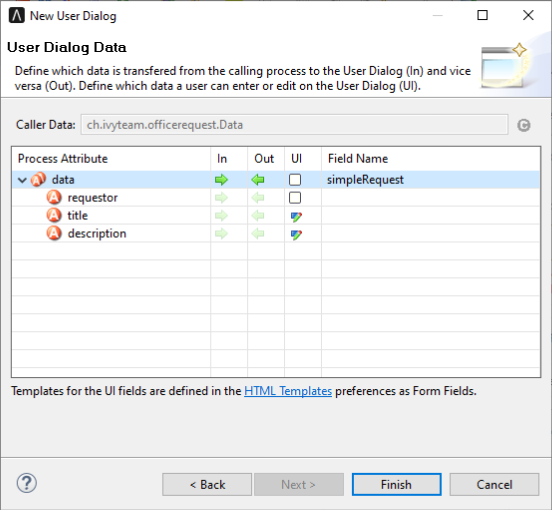 New User Dialog
User Dialog Data
Define which data is transfered from the calling process to the User Dialog (In) and vice
versa (Out). Define which data a user can enter or edit on the User Dialog (UI).
Caller Data: ch.ivyteam.officerequest.Data
Process Attribute In Out UI Field Name
data simpleRequest
requestor
title
description
Templates for the UI fields are defined in the HTML Templates preferences as Form Fields.
< Back Next > Finish Cancel